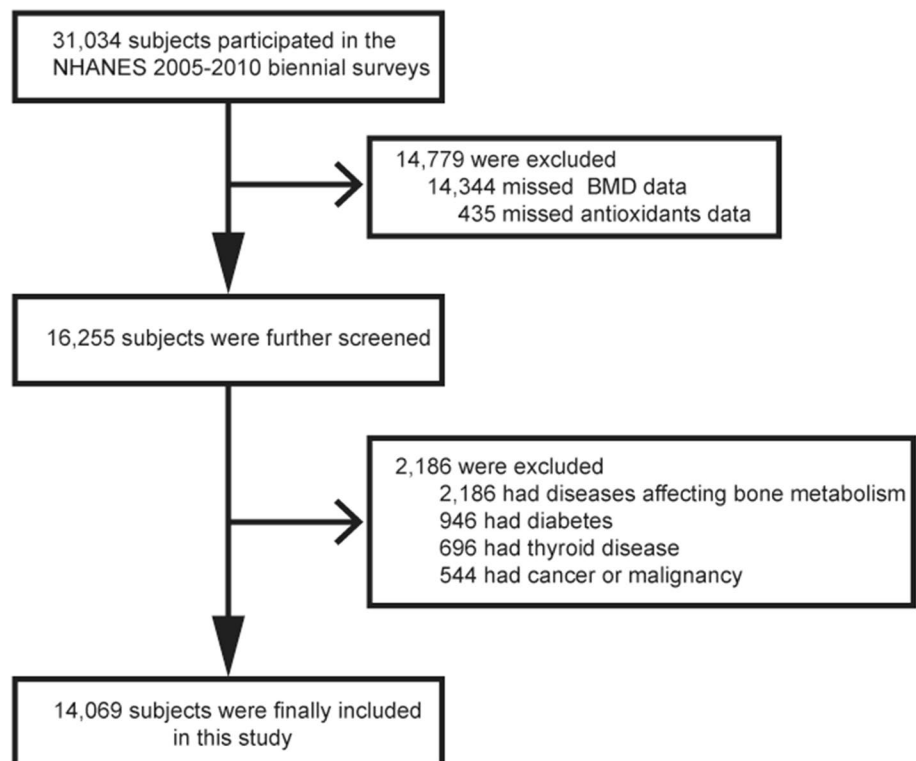 31,034 subjects participated in the
NHANES 2005-2010 biennial surveys
14,779 were excluded
14,344 missed BMD data
435 missed antioxidants data
16,255 subjects were further screened
2,186 were excluded
2,186 had diseases affecting bone metabolism
946 had diabetes
696 had thyroid disease
544 had cancer or malignancy
14,069 subjects were finally included
in this study